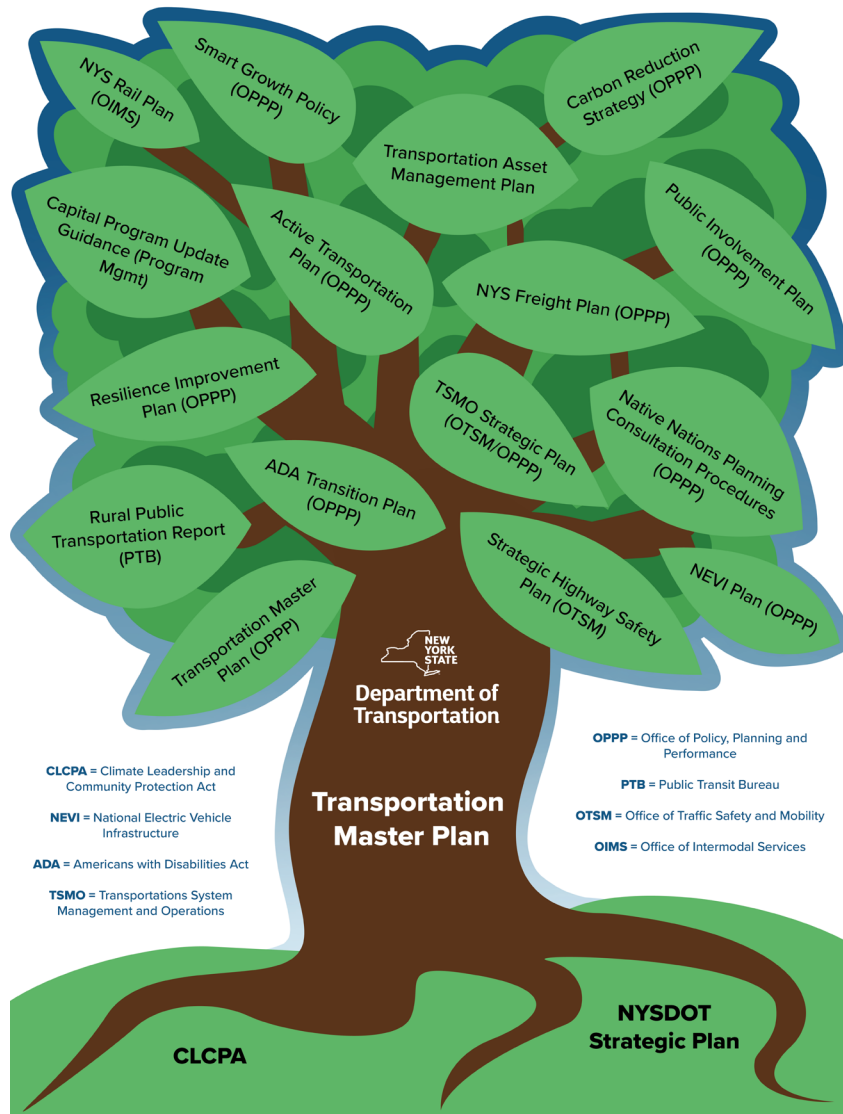 NYS Rail Plan
(OIMS)
Smart Growth Policy
(OPPP)
Carbon Reduction
Strategy (OPPP)
Transportation Asset
Management Plan
Capital Program Update
Guidance (Program
Mgmt)
Active Transportation
Plan (OPPP)
Public Involvement Plan
(OPPP)
NYS Freight Plan (OPPP)
Resilience Improvement
Plan (OPPP)
TSMO Strategic Plan
(OTSM/OPPP)
Native Nations Planning
Consultation Procedures
(OPPP)
ADA Transition Plan
(OPPP)
Rural Public
Transportation Report
(PTB)
Strategic Highway Safety
Plan (OTSM)
NEVI Plan (OPPP)
Transportation Master
Plan (OPPP)
NEW
YORK
STATE
Department of
Transportation
Transportation
Master Plan
CLCPA = Climate Leadership and
Community Protection Act
NEVI = National Electric Vehicle
Infrastructure
ADA = Americans with Disabilities Act
TSMO = Transportations System
Management and Operations
OPPP = Office of Policy, Planning and
Performance
PTB = Public Transit Bureau
OTSM = Office of Traffic Safety and Mobility
OIMS = Office of Intermodal Services
CLCPA
NYSDOT
Strategic Plan